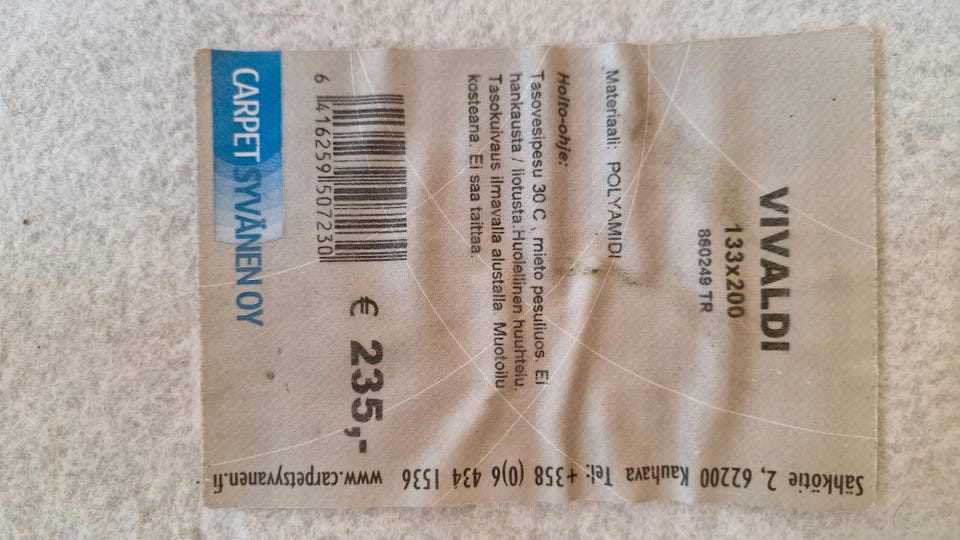 VIVALDI
133x200
860249 TR
Materiaali: POLYAMIDI
Hoito-ohje:
Tasovesipesu 30 C , mieto pesuliuos. Ei
hankausta / liotusta.Huolellinen huuhtelu.
Tasokuivaus ilmavalla alustalla. Muotoilu
kosteana. Ei saa taittaa.
6 416259 507230
€ 235,-
CARPET SYVÄNEN OY
Sähkötie 2, 62200 Kauhava Tel: +358 (0)6 434 1536 www.carpetsyvanen.fi